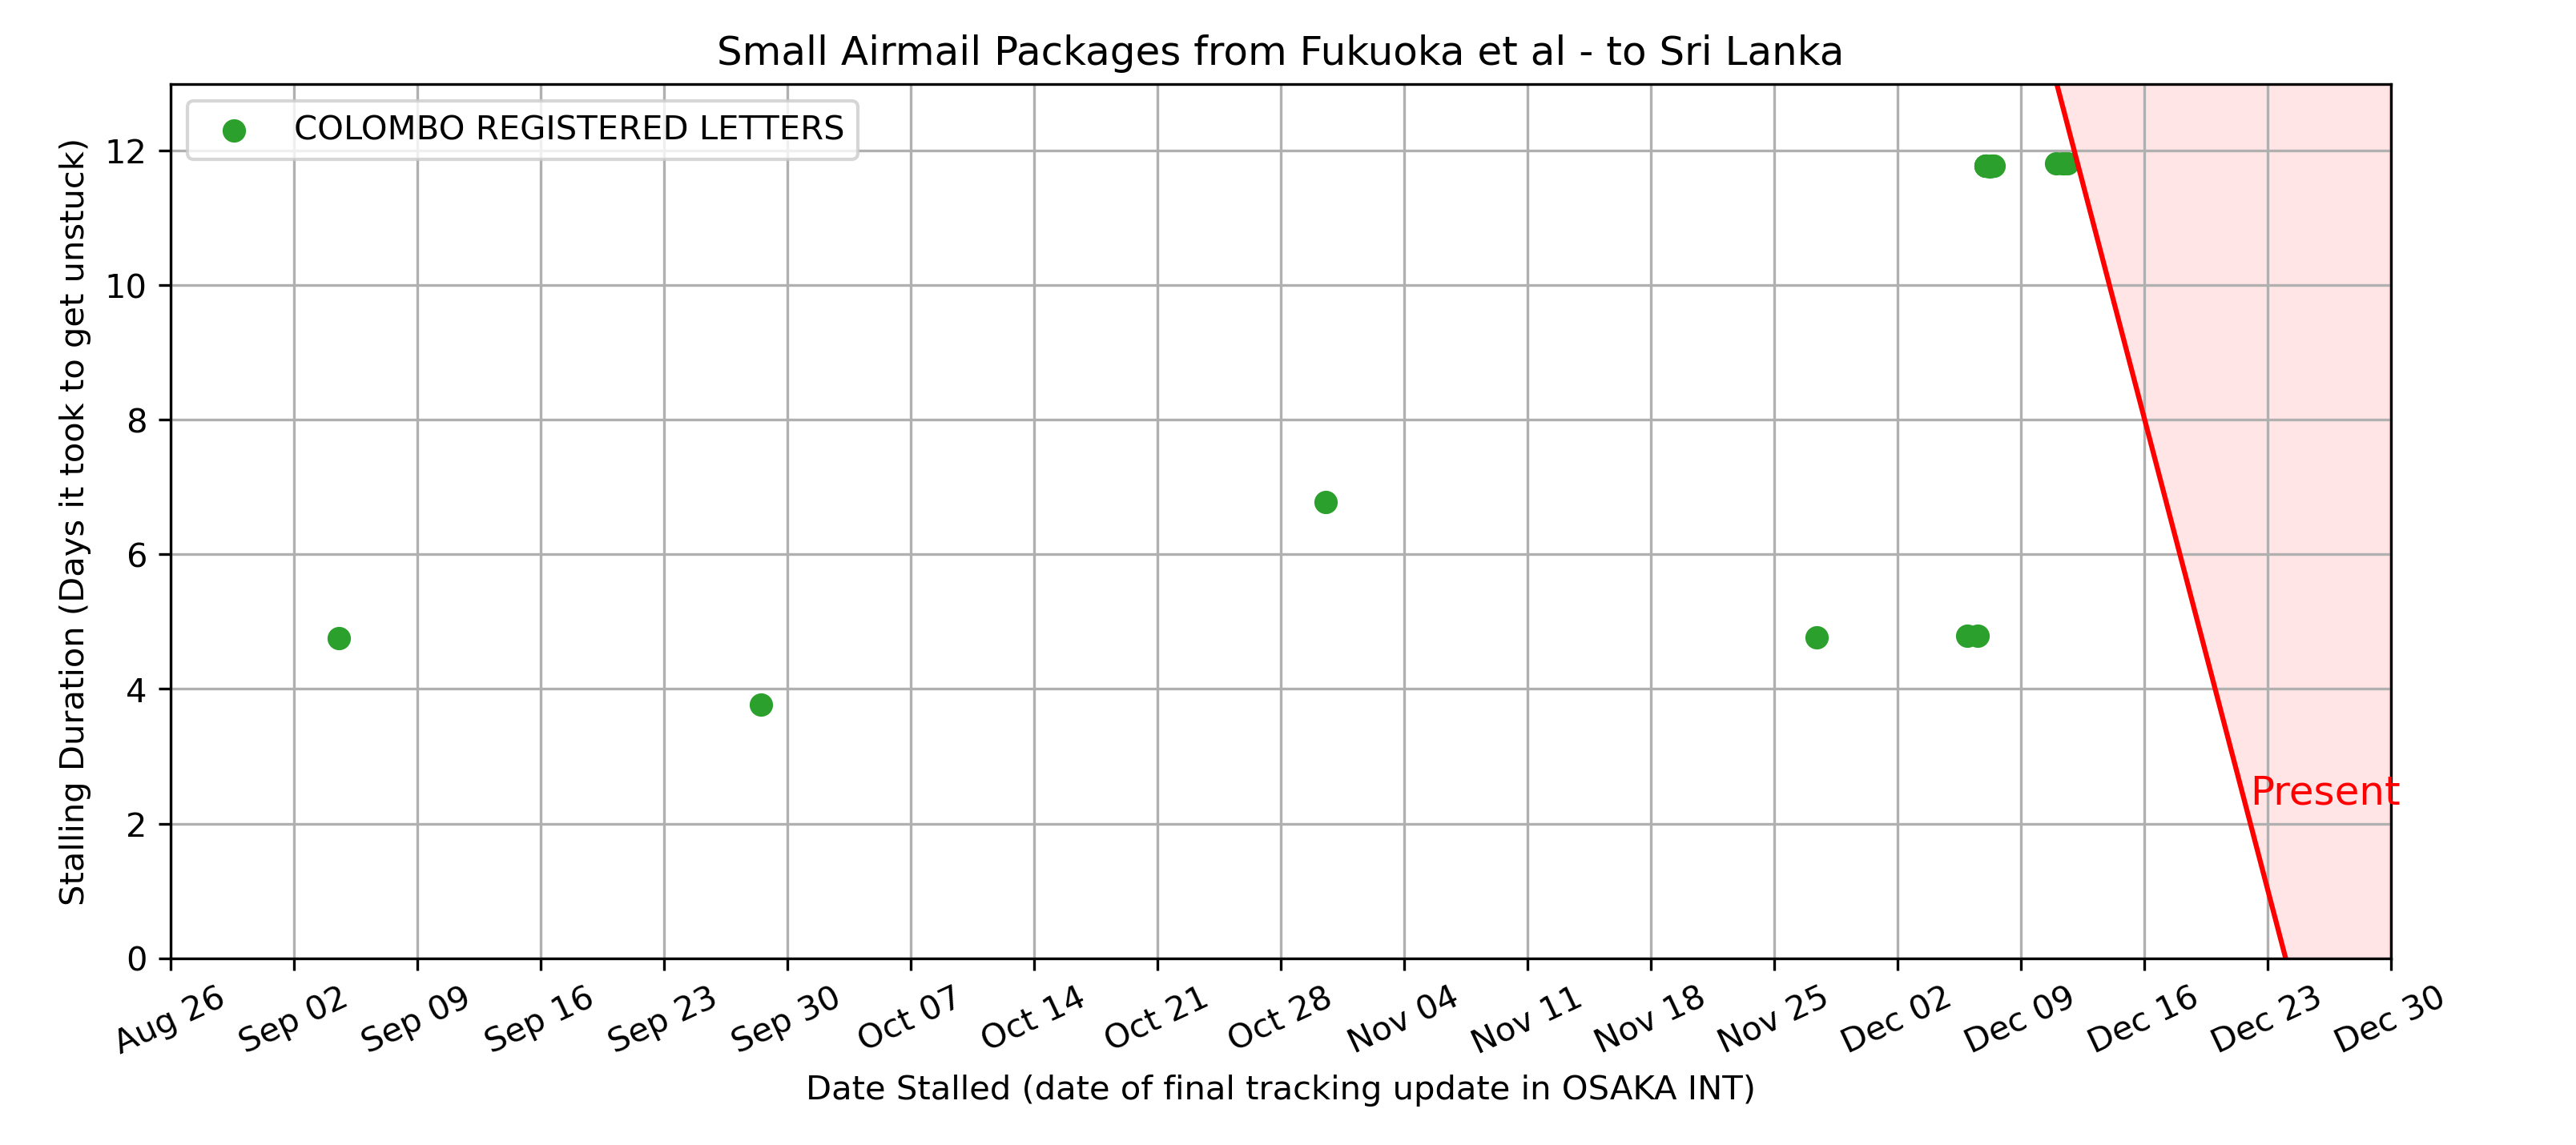 Small Airmail Packages from Fukuoka et al - to Sri Lanka
COLOMBO REGISTERED LETTERS
Stalling Duration (Days it took to get unstuck)
12
10
8
6
4
2
0
Present
Aug 26
Sep 02
Sep 09
Sep 16
Sep 23
Sep 30
Oct 07
Oct 14
Oct 21
Oct 28
Nov 04
Nov 11
Nov 18
Nov 25
Dec 02
Dec 09
Dec 16
Dec 23
Dec 30
Date Stalled (date of final tracking update in OSAKA INT)